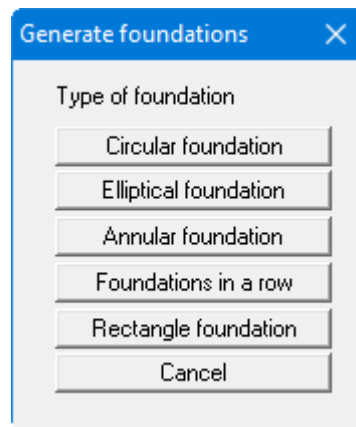 Generate foundations
Type of foundation
Circular foundation
Elliptical foundation
Annular foundation
Foundations in a row
Rectangle foundation
Cancel